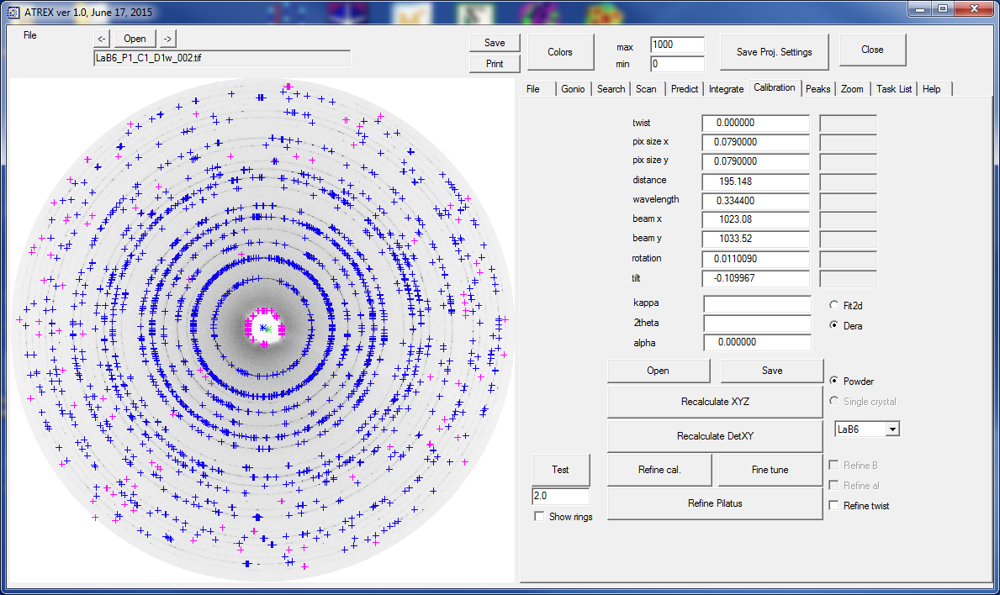 ATREX ver 1.0, June 17, 2015
File
<- Open ->
LaB6_P1_C1_D1w_002.tif
Save
Print
Colors
max 1000
min 0
Save Proj. Settings
Close
File Gonio Search Scan Predict Integrate Calibration Peaks Zoom Task List Help
twist 0.000000
pix size x 0.0790000
pix size y 0.0790000
distance 195.148
wavelength 0.334400
beam x 1023.08
beam y 1033.52
rotation 0.0110090
tilt -0.109967
kappa
2theta
alpha 0.000000
Fit2d
Dera
Open Save
Powder
Recalculate XYZ
Single crystal
Recalculate DetXY
LaB6
Test Refine cal. Fine tune
Refine B
Refine al
2.0
Refine Pilatus
Refine twist
Show rings